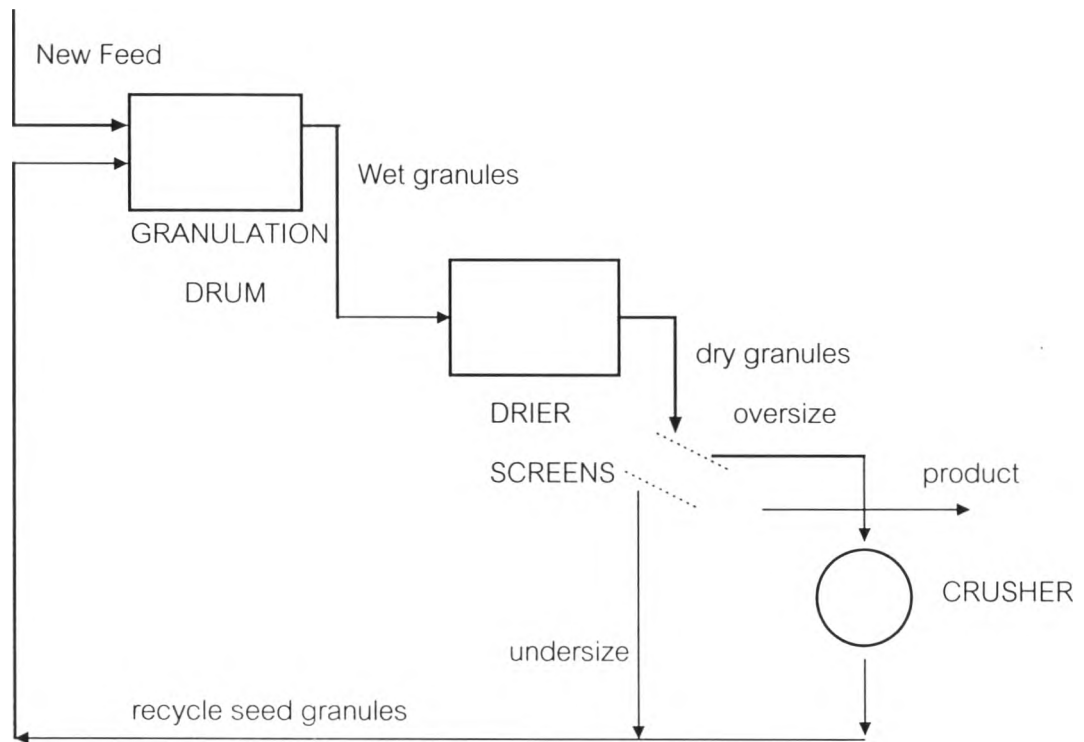 New Feed
Wet granules
GRANULATION
DRUM
dry granules
DRIER
oversize
SCREENS
product
CRUSHER
undersize
recycle seed granules